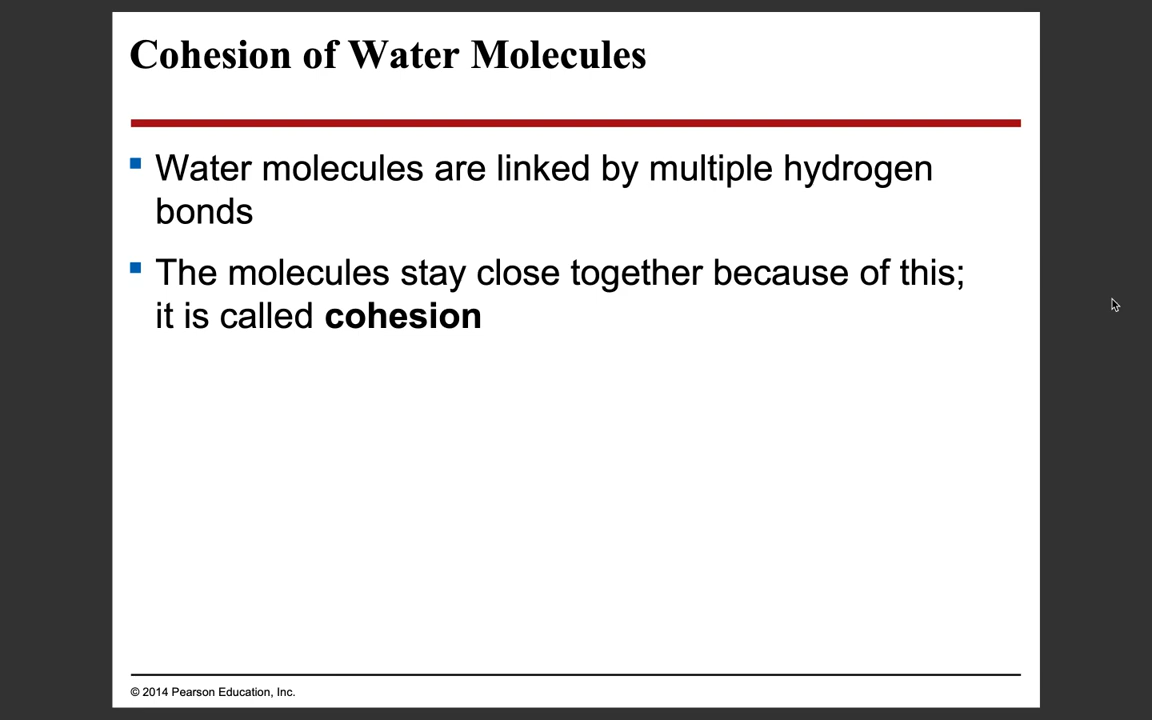 Cohesion of Water Molecules
Water molecules are linked by multiple hydrogen
bonds
The molecules stay close together because of this;
it is called cohesion
© 2014 Pearson Education, Inc.